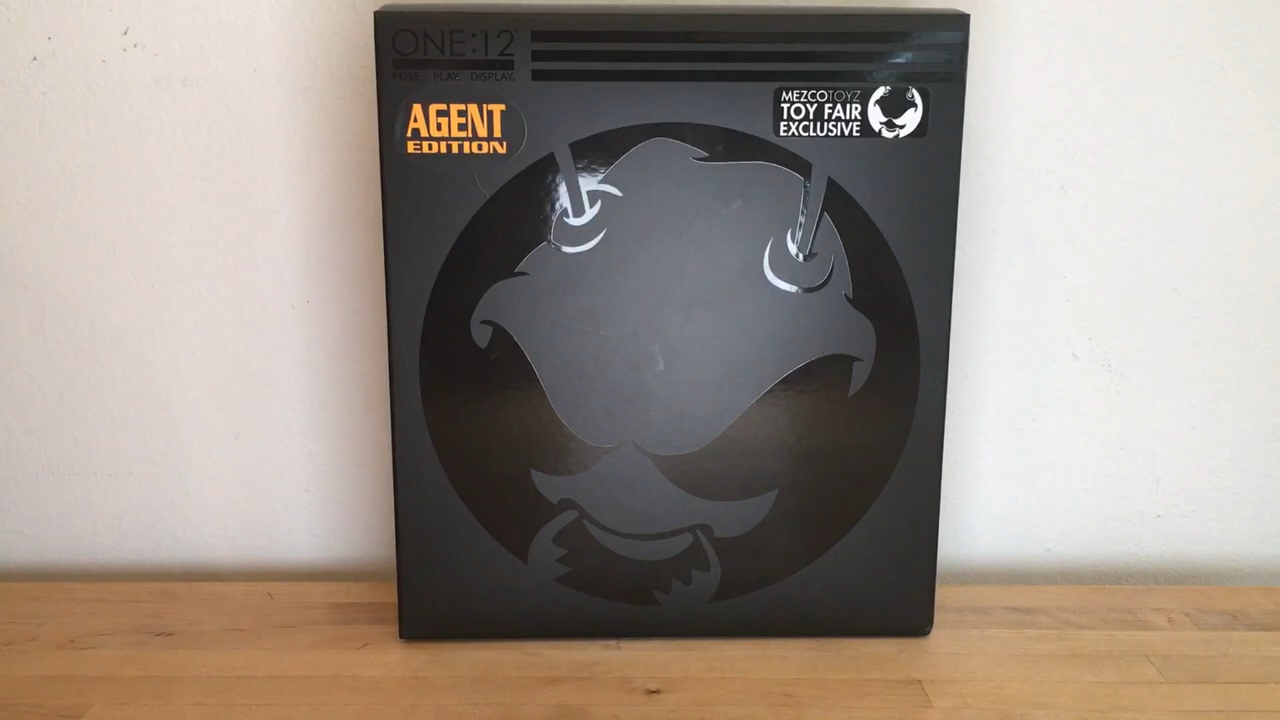 ONE:12
POSE. PLAY. DISPLAY.
AGENT
EDITION
MEZCOTOYZ
TOY FAIR
EXCLUSIVE